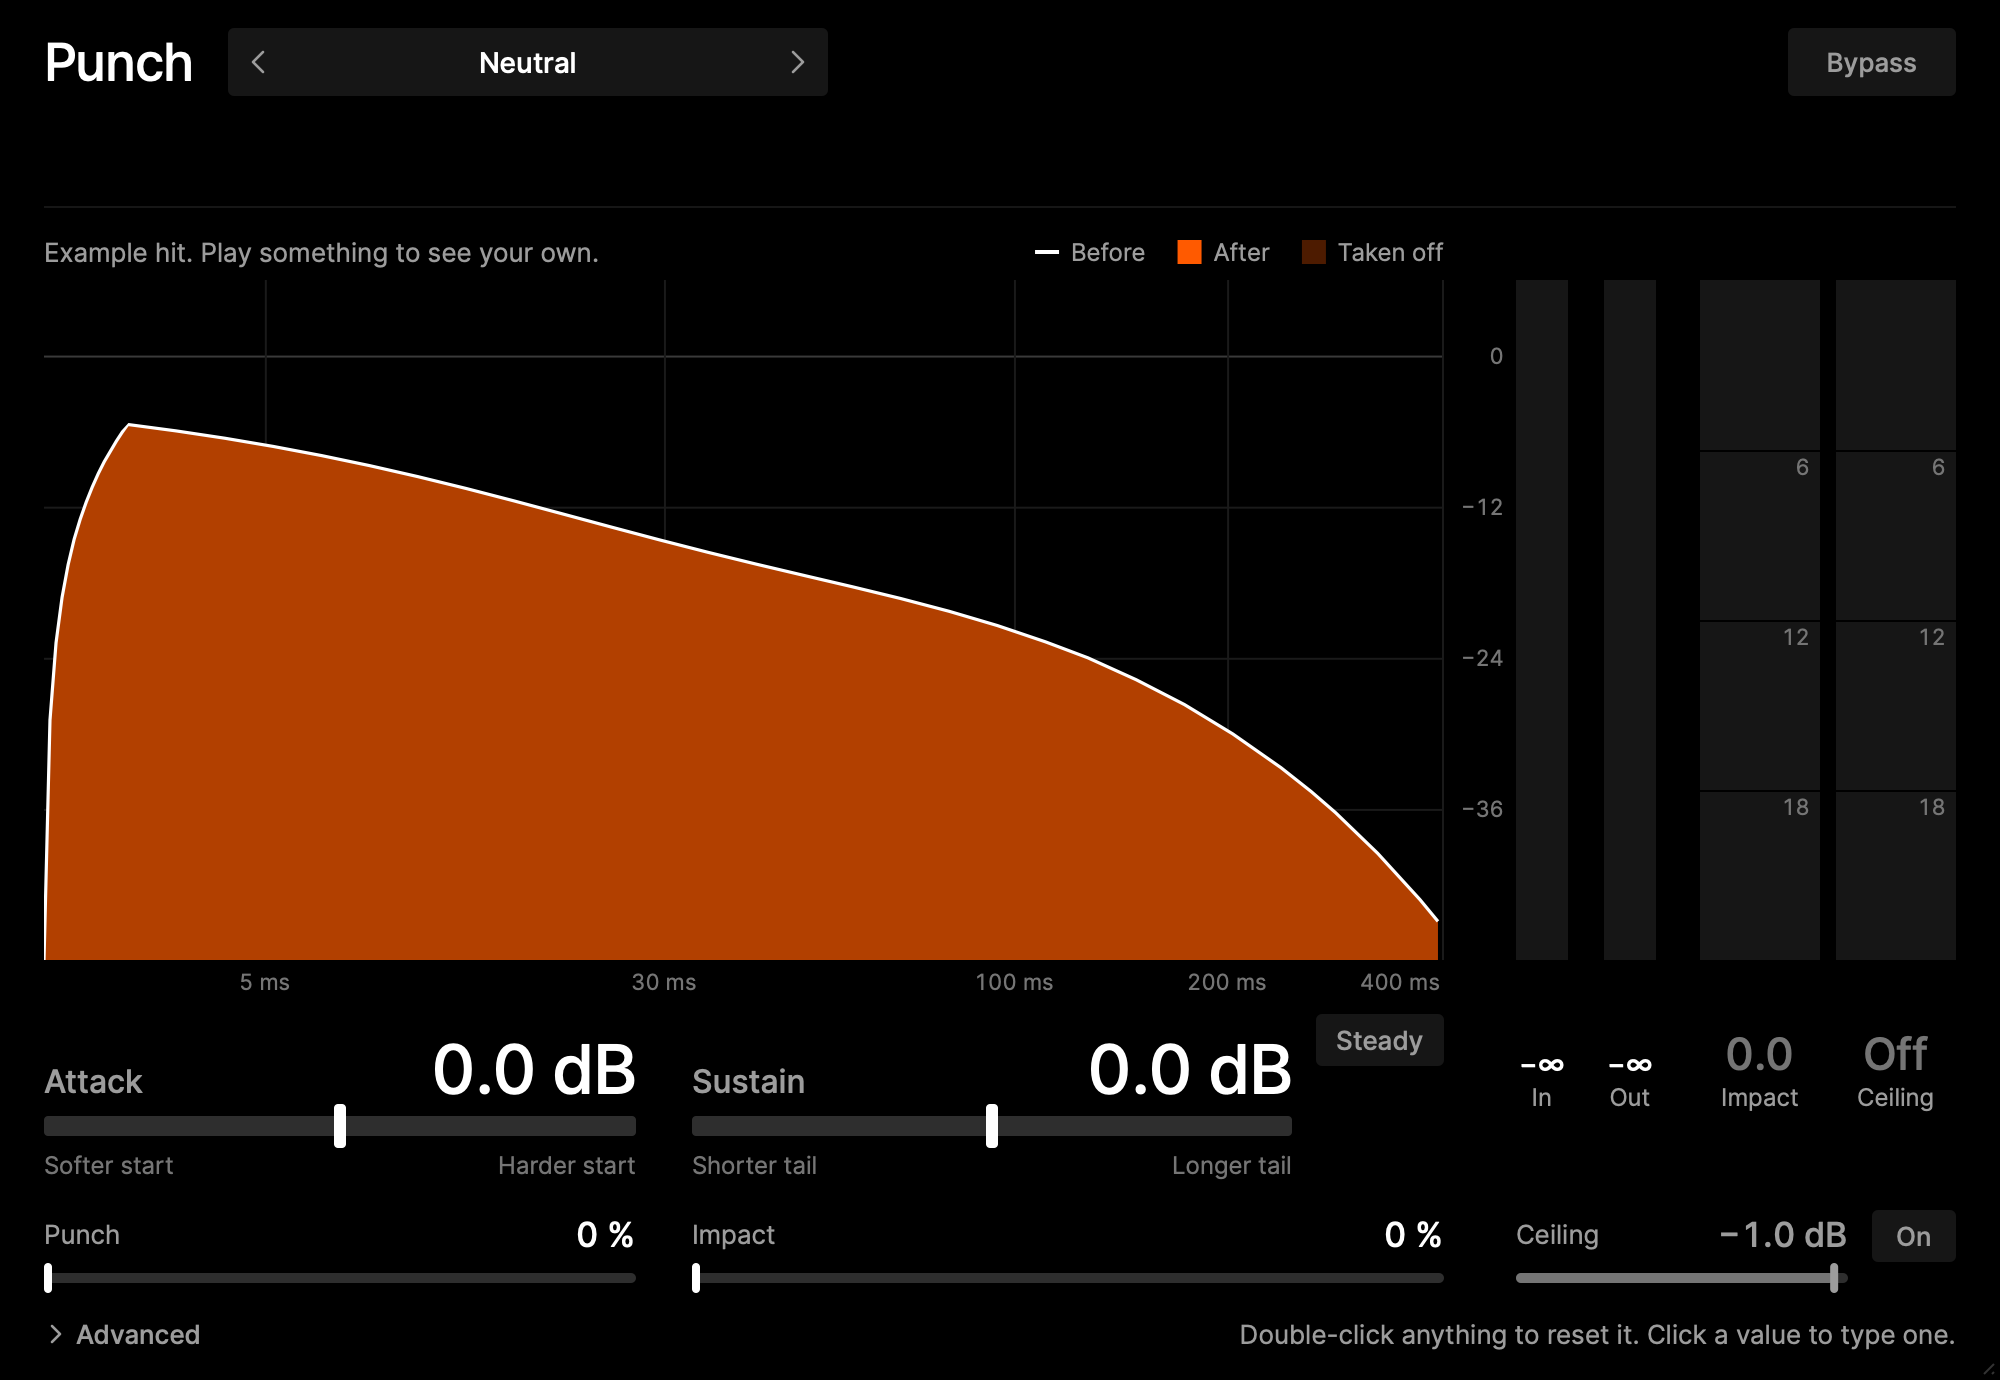 Punch
Neutral
Bypass
Example hit. Play something to see your own.
Before
After
Taken off
0
−12
−24
−36
6
12
18
6
12
18
5 ms
30 ms
100 ms
200 ms
400 ms
Attack
0.0 dB
Softer start
Harder start
Sustain
0.0 dB
Steady
Shorter tail
Longer tail
−∞
In
−∞
Out
0.0
Impact
Off
Ceiling
Punch
0 %
Impact
0 %
Ceiling
−1.0 dB
On
Advanced
Double-click anything to reset it. Click a value to type one.